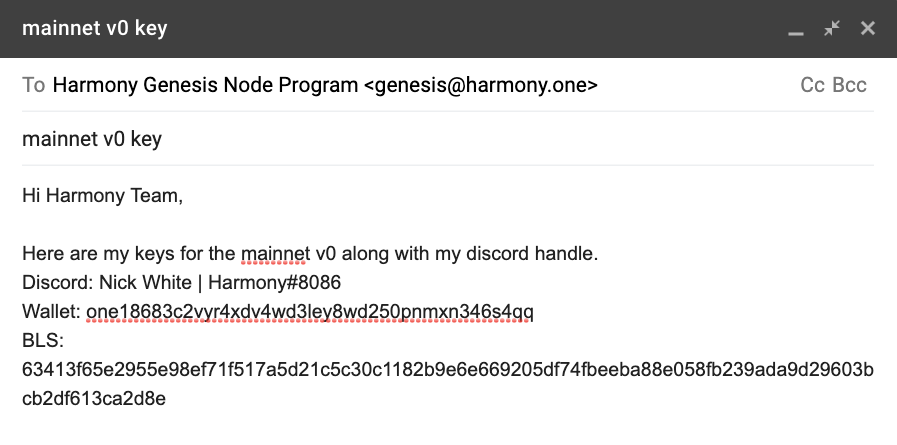 mainnet v0 key
To Harmony Genesis Node Program <genesis@harmony.one> Cc Bcc
mainnet v0 key
Hi Harmony Team,
Here are my keys for the mainnet v0 along with my discord handle.
Discord: Nick White | Harmony#8086
Wallet: one18683c2vyr4xdv4wd3ley8wd250pnmxn346s4qq
BLS:
63413f65e2955e98ef71f517a5d21c5c30c1182b9e6e669205df74fbeeba88e058fb239ada9d29603b
cb2df613ca2d8e